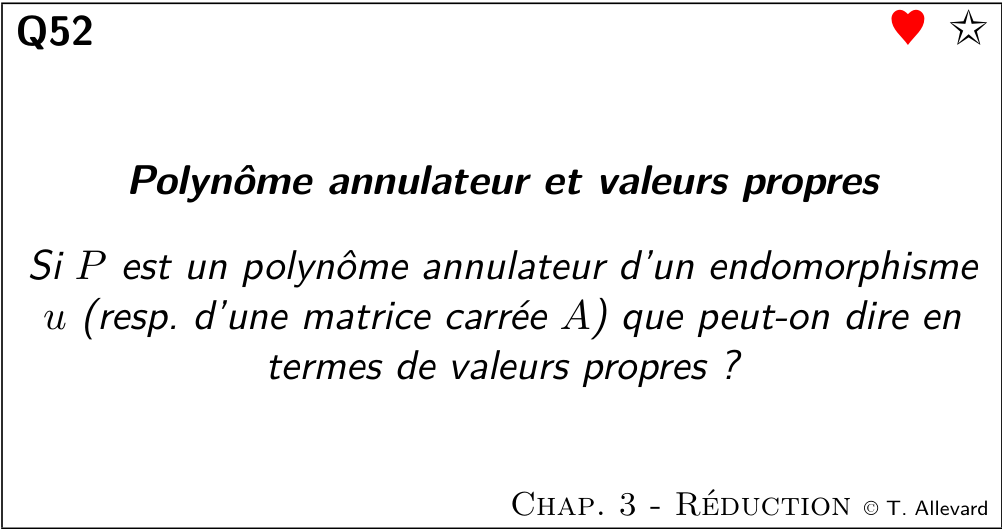 Q52
Polynôme annulateur et valeurs propres
Si P est un polynôme annulateur d'un endomorphisme
u (resp. d'une matrice carrée A) que peut-on dire en
termes de valeurs propres ?
Chap. 3 - Réduction © T. Allevard